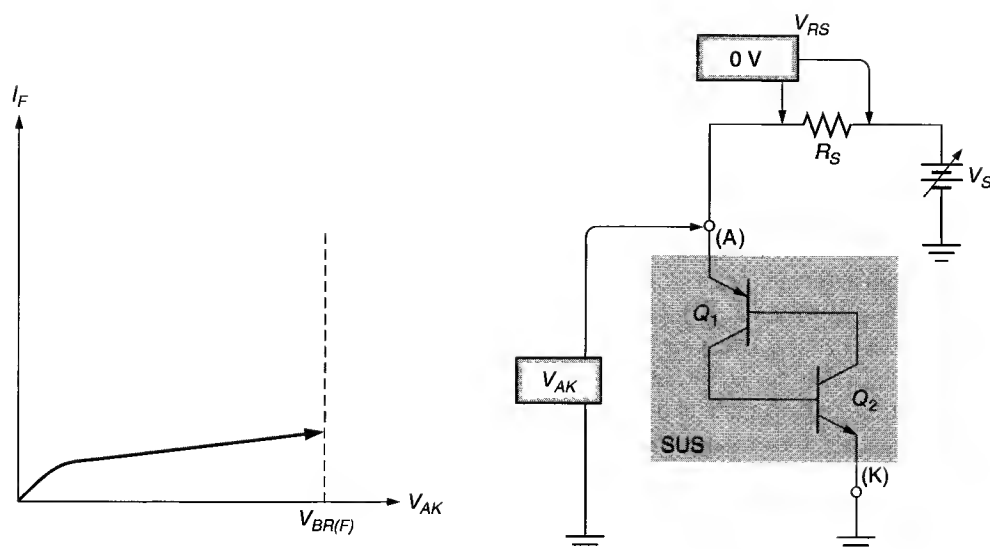 I_F
V_AK
V_BR(F)
V_RS
0 V
R_S
V_S
(A)
Q_1
V_AK
Q_2
SUS
(K)